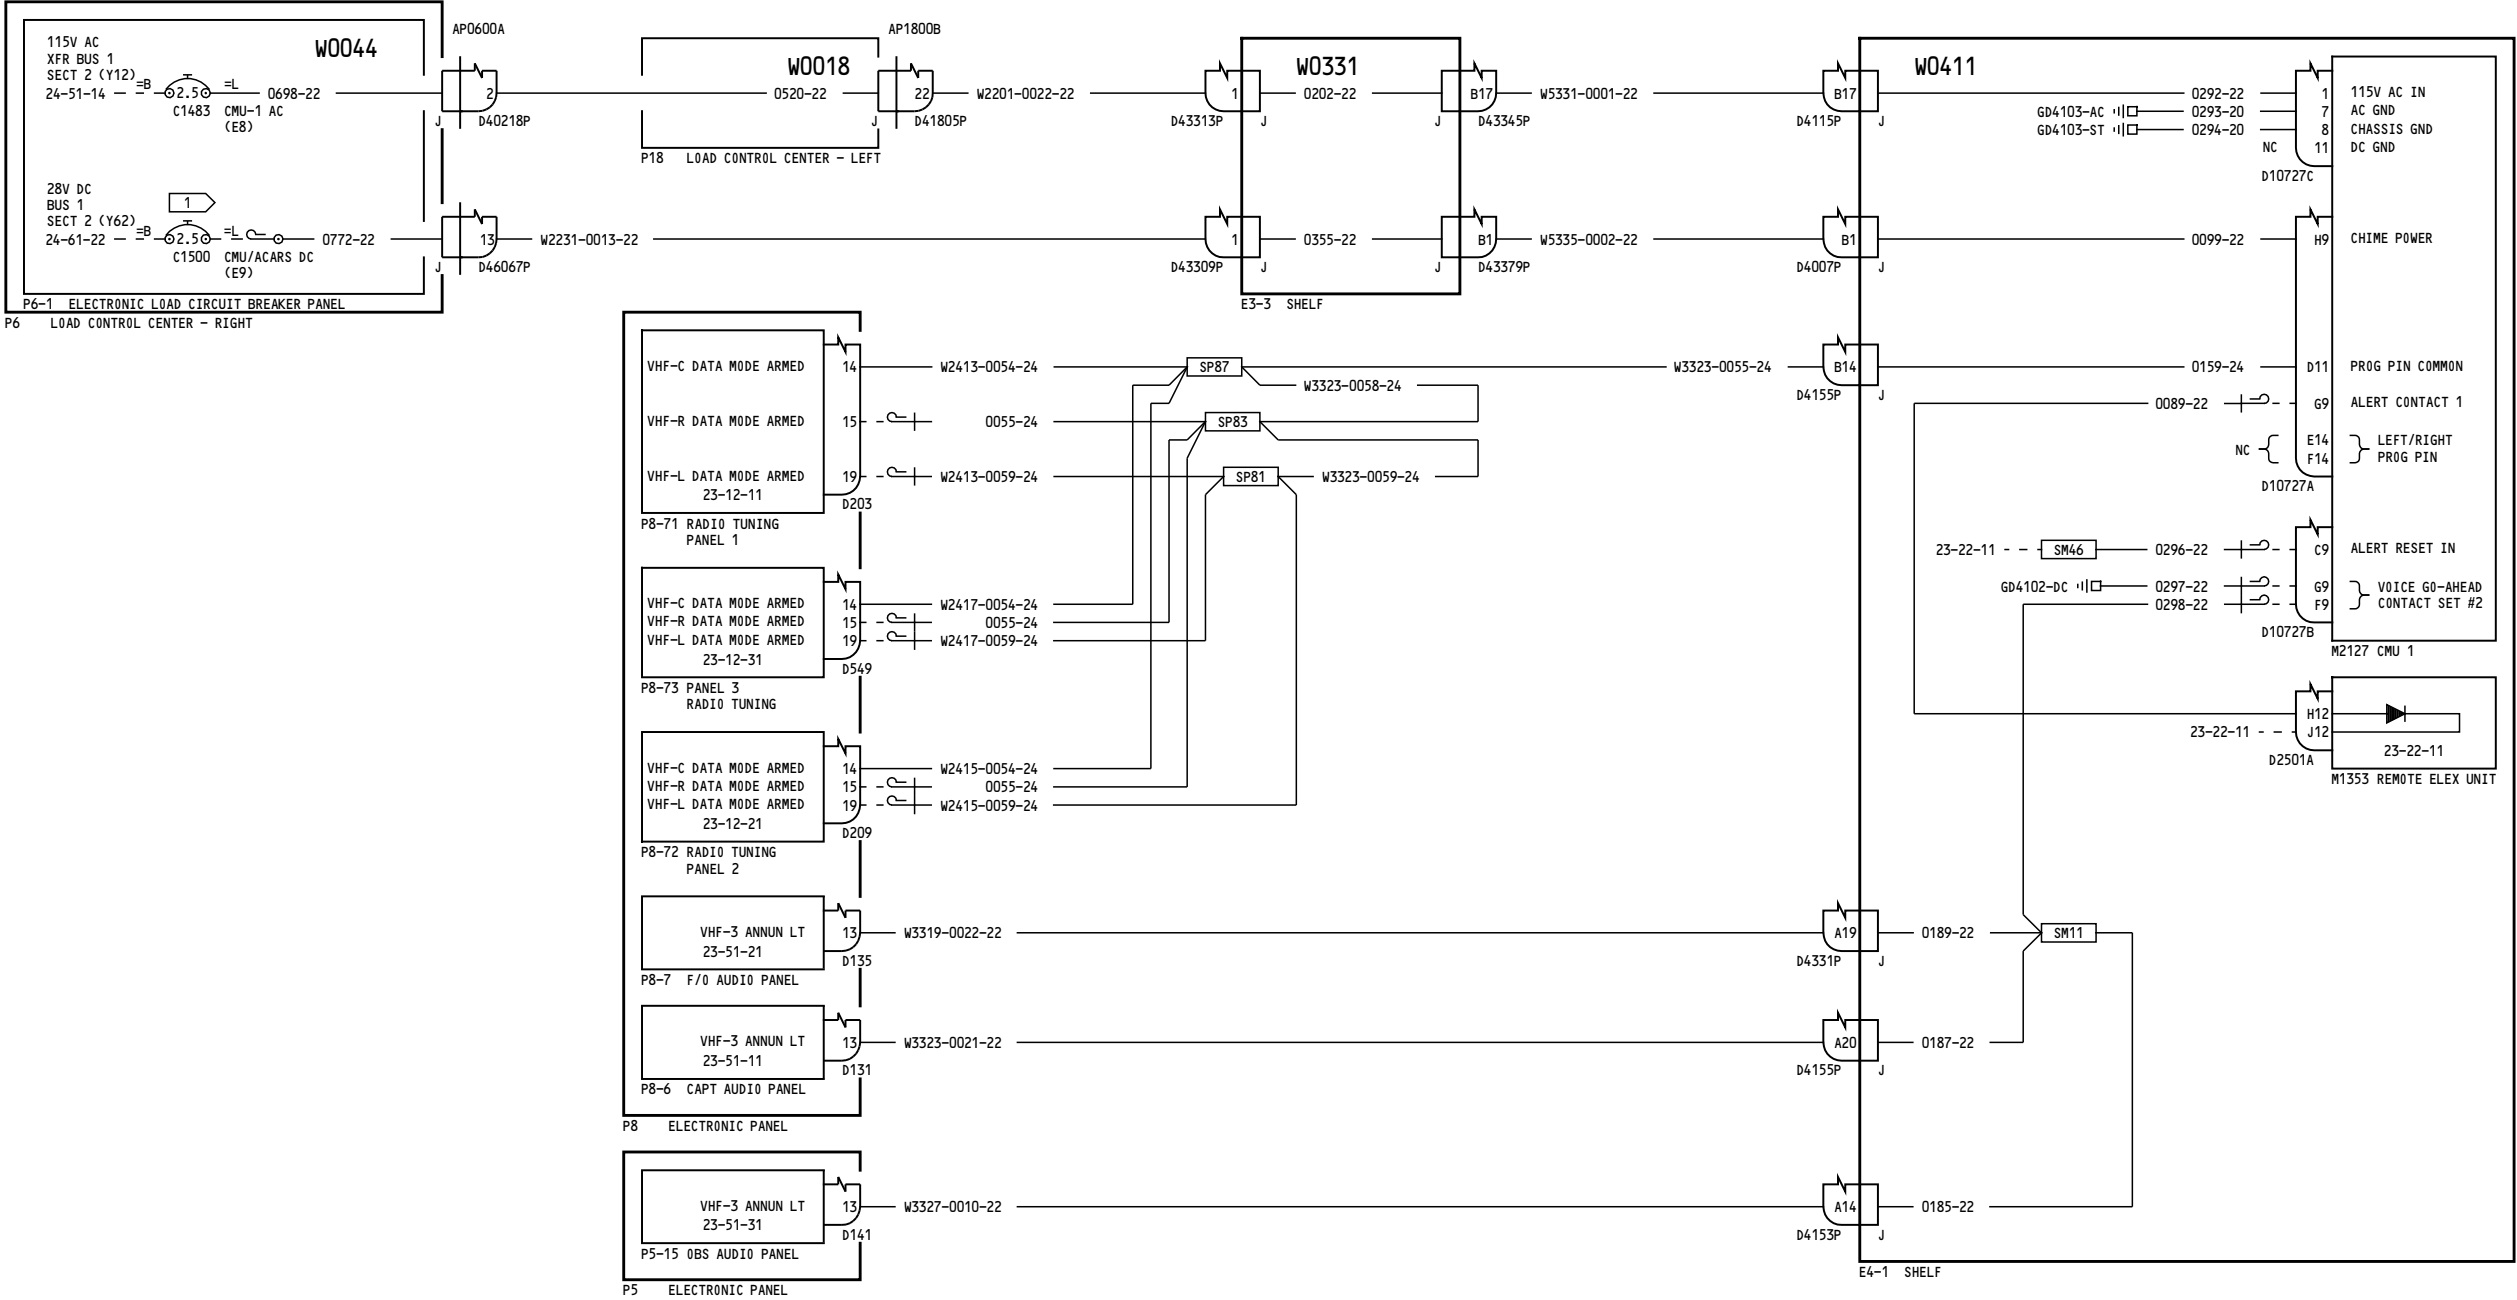 115V AC
XFR BUS 1
SECT 2 (Y12)
24-51-14
=B
2.5
=L
0698-22
W0044
C1483
CMU-1 AC
(E8)
28V DC
BUS 1
SECT 2 (Y62)
24-61-22
=B
1
2.5
=L
0772-22
C1500
CMU/ACARS DC
(E9)
P6-1 ELECTRONIC LOAD CIRCUIT BREAKER PANEL
P6 LOAD CONTROL CENTER - RIGHT
AP0600A
2
J
D40218P
13
J
D46067P
W2231-0013-22
W0018
0520-22
P18 LOAD CONTROL CENTER - LEFT
AP1800B
22
J
D41805P
W2201-0022-22
1
D43313P
J
W0331
0202-22
B17
J
D43345P
W5331-0001-22
1
D43309P
J
0355-22
B1
J
D43379P
W5335-0002-22
E3-3 SHELF
B17
D4115P
J
B1
D4007P
J
W0411
0292-22
1
115V AC IN
GD4103-AC
0293-20
7
AC GND
GD4103-ST
0294-20
8
CHASSIS GND
NC
11
DC GND
D10727C
0099-22
H9
CHIME POWER
0159-24
D11
PROG PIN COMMON
0089-22
G9
ALERT CONTACT 1
NC
E14
F14
LEFT/RIGHT
PROG PIN
D10727A
23-22-11
SM46
0296-22
C9
ALERT RESET IN
GD4102-DC
0297-22
G9
0298-22
F9
VOICE GO-AHEAD
CONTACT SET #2
D10727B
M2127 CMU 1
H12
23-22-11
J12
23-22-11
D2501A
M1353 REMOTE ELEX UNIT
VHF-C DATA MODE ARMED
14
W2413-0054-24
SP87
W3323-0055-24
B14
D4155P
J
W3323-0058-24
VHF-R DATA MODE ARMED
15
0055-24
SP83
VHF-L DATA MODE ARMED
19
W2413-0059-24
SP81
W3323-0059-24
23-12-11
D203
P8-71 RADIO TUNING
PANEL 1
VHF-C DATA MODE ARMED
14
W2417-0054-24
VHF-R DATA MODE ARMED
15
0055-24
VHF-L DATA MODE ARMED
19
W2417-0059-24
23-12-31
D549
P8-73 PANEL 3
RADIO TUNING
VHF-C DATA MODE ARMED
14
W2415-0054-24
VHF-R DATA MODE ARMED
15
0055-24
VHF-L DATA MODE ARMED
19
W2415-0059-24
23-12-21
D209
P8-72 RADIO TUNING
PANEL 2
VHF-3 ANNUN LT
13
W3319-0022-22
A19
0189-22
SM11
23-51-21
D135
D4331P
J
P8-7 F/O AUDIO PANEL
VHF-3 ANNUN LT
13
W3323-0021-22
A20
0187-22
23-51-11
D131
D4155P
J
P8-6 CAPT AUDIO PANEL
P8 ELECTRONIC PANEL
VHF-3 ANNUN LT
13
W3327-0010-22
A14
0185-22
23-51-31
D141
D4153P
J
P5-15 OBS AUDIO PANEL
P5 ELECTRONIC PANEL
E4-1 SHELF